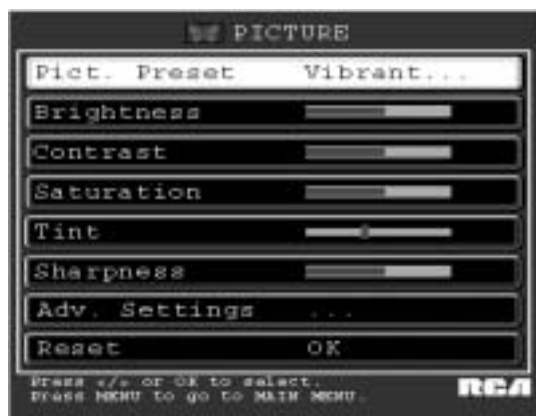 PICTURE
Pict. Preset Vibrant...
Brightness
Contrast
Saturation
Tint
Sharpness
Adv. Settings ...
Reset OK
Press </> or OK to select.
Press MENU to go to MAIN MENU.
RCA